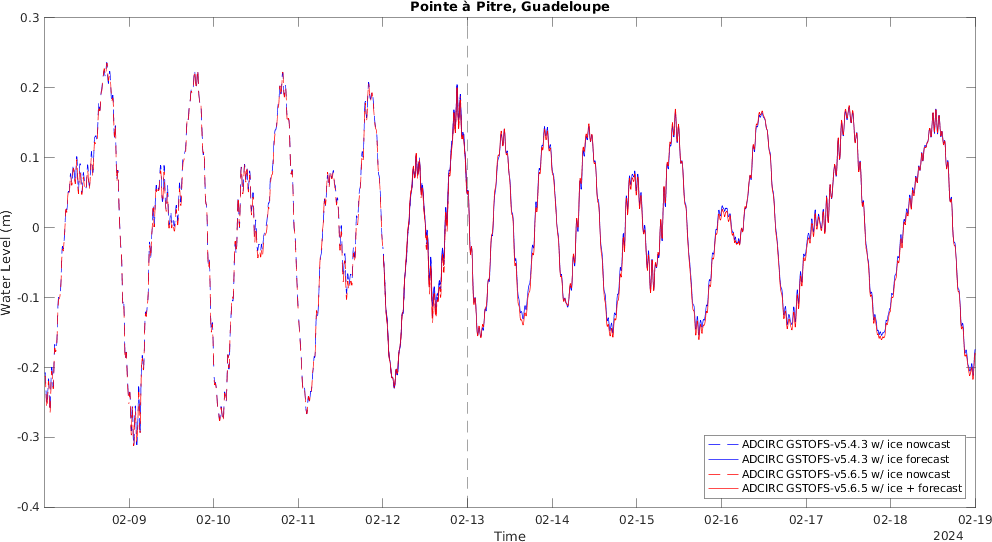 Pointe à Pitre, Guadeloupe
0.3
0.2
0.1
0
-0.1
-0.2
-0.3
-0.4
Water Level (m)
ADCIRC GSTOFS-v5.4.3 w/ ice nowcast
ADCIRC GSTOFS-v5.4.3 w/ ice forecast
ADCIRC GSTOFS-v5.6.5 w/ ice nowcast
ADCIRC GSTOFS-v5.6.5 w/ ice + forecast
02-09 02-10 02-11 02-12 02-13 02-14 02-15 02-16 02-17 02-18 02-19
Time
2024